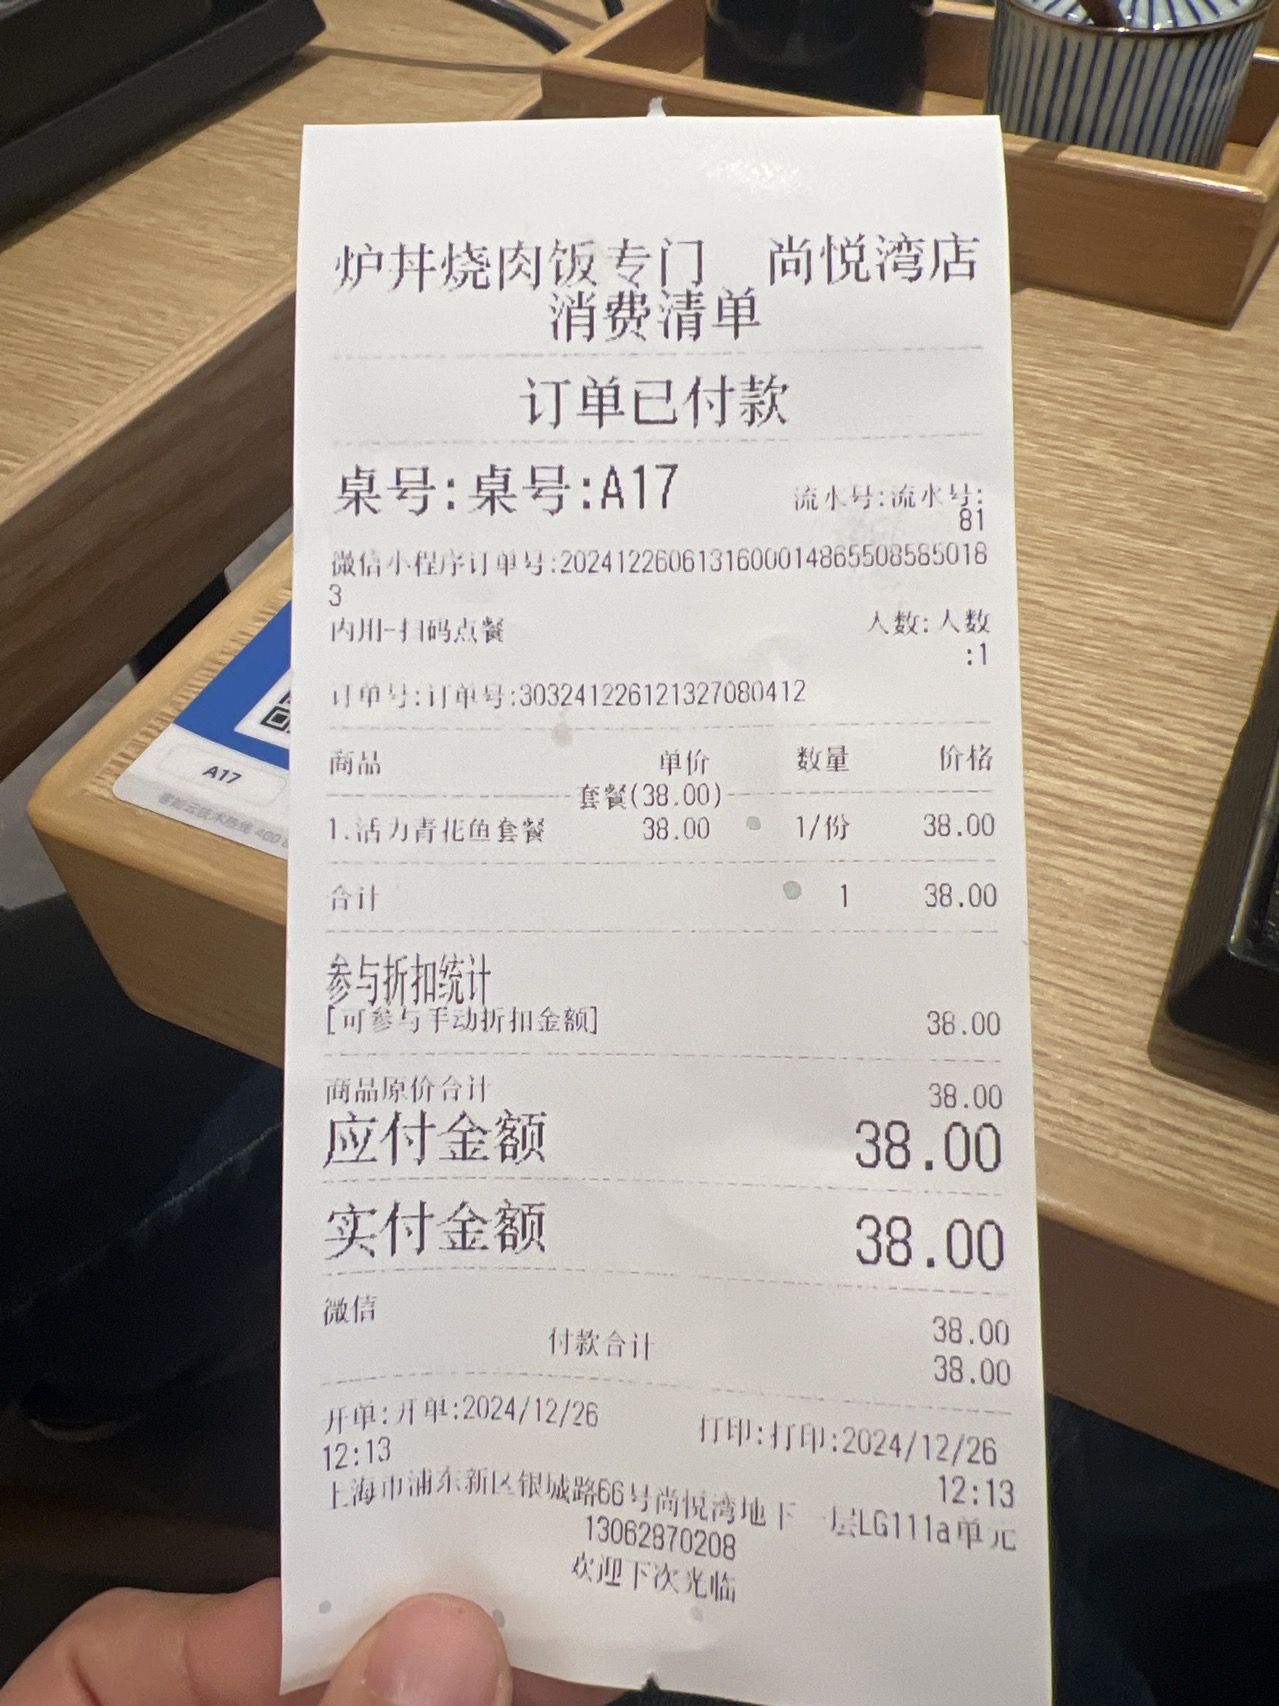 炉丼烧肉饭专门 尚悦湾店
消费清单
订单已付款
桌号:桌号:A17
流水号:流水号:
81
微信小程序订单号:2024122606131600014865508585018
3
内用-扫码点餐
人数:人数
:1
订单号:订单号:303241226121327080412
商品 单价 数量 价格
套餐(38.00)
1.活力青花鱼套餐 38.00 1/份 38.00
合计 1 38.00
参与折扣统计
[可参与手动折扣金额] 38.00
商品原价合计 38.00
应付金额 38.00
实付金额 38.00
微信 38.00
付款合计 38.00
开单:开单:2024/12/26
12:13
打印:打印:2024/12/26
12:13
上海市浦东新区银城路66号尚悦湾地下一层LG111a单元
13062870208
欢迎下次光临
A17